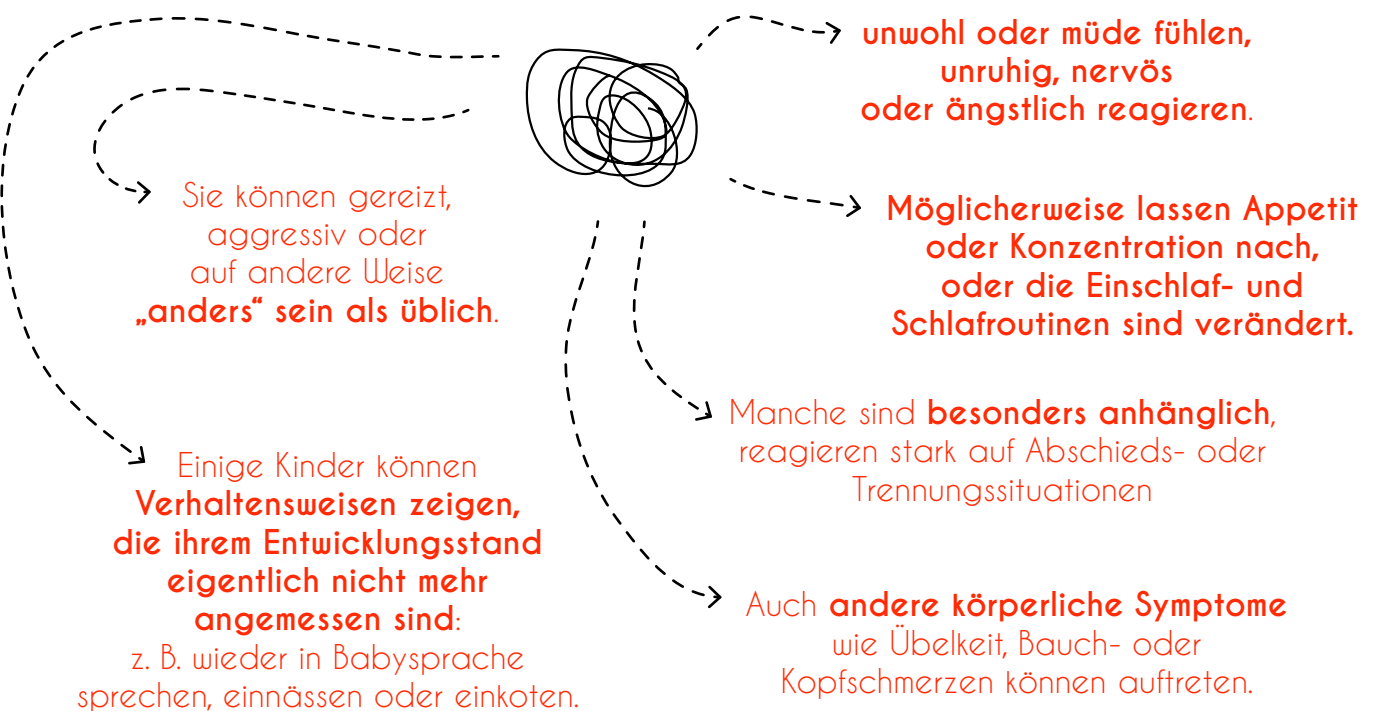 unwohl oder müde fühlen,
unruhig, nervös
oder ängstlich reagieren.
Sie können gereizt,
aggressiv oder
auf andere Weise
„anders“ sein als üblich.
Möglicherweise lassen Appetit
oder Konzentration nach,
oder die Einschlaf- und
Schlafroutinen sind verändert.
Manche sind besonders anhänglich,
reagieren stark auf Abschieds- oder
Trennungssituationen
Einige Kinder können
Verhaltensweisen zeigen,
die ihrem Entwicklungsstand
eigentlich nicht mehr
angemessen sind:
z. B. wieder in Babysprache
sprechen, einnässen oder einkoten.
Auch andere körperliche Symptome
wie Übelkeit, Bauch- oder
Kopfschmerzen können auftreten.